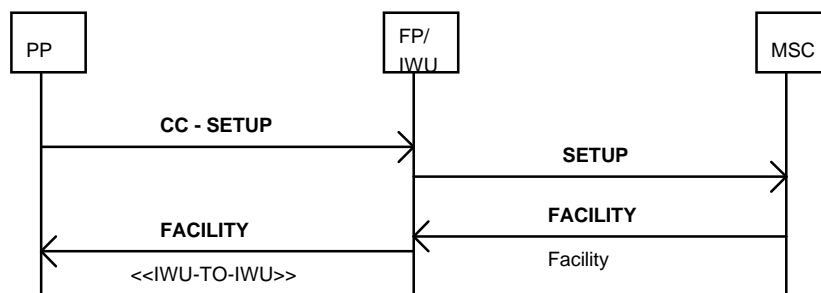 PP
FP/
IWU
MSC
CC - SETUP
SETUP
FACILITY
FACILITY
<<IWU-TO-IWU>>
Facility